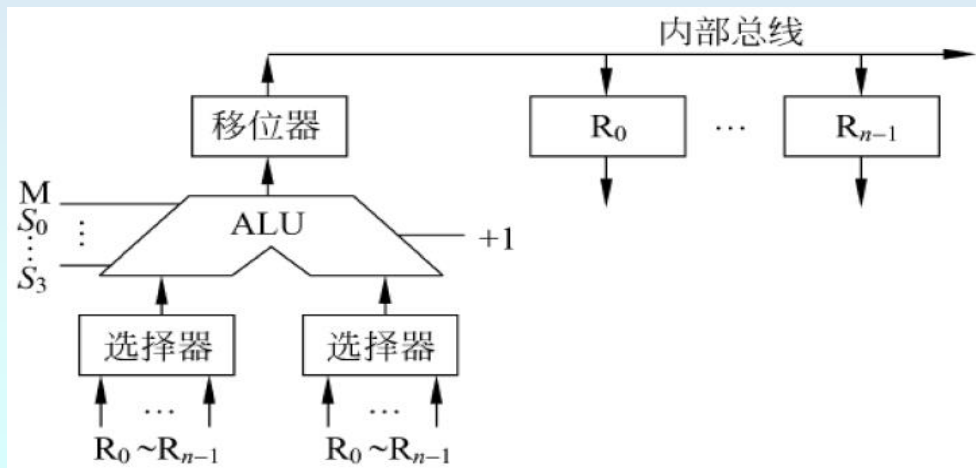 内部总线
移位器
R₀ … Rₙ₋₁
M
S₀
⋮
⋮
ALU
+1
S₃
选择器 选择器
… …
R₀ ~Rₙ₋₁ R₀ ~Rₙ₋₁